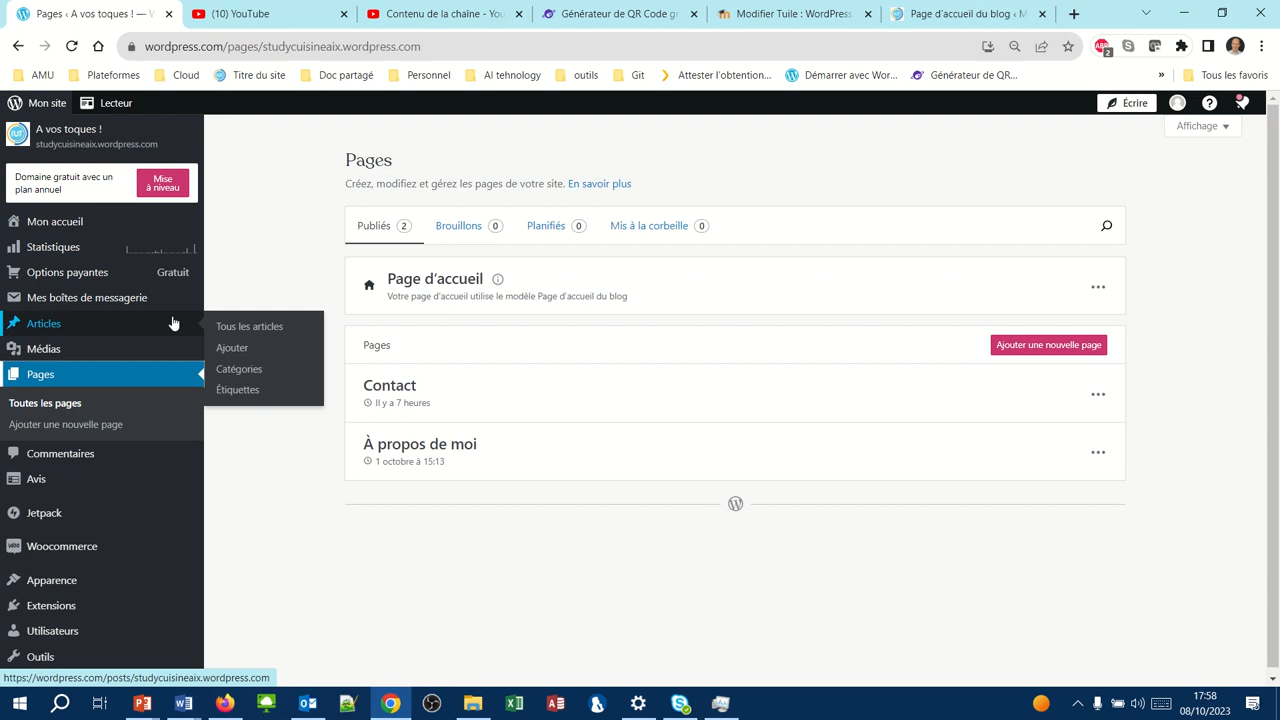 Mes pages ‹ À vos toques !
(10) YouTube
Contenu de la chaîne - You
Générateur de QR Code gr
Modifier Tuile : WordPress
Page d'accueil du blog ‹ M
wordpress.com/pages/studycuisineaix.wordpress.com
2
AMU
Plateformes
Cloud
Titre du site
Doc partagé
Personnel
AI tehnology
outils
Git
Attester l'obtention...
Démarrer avec Wor...
Générateur de QR...
»
Tous les favoris
Mon site
Lecteur
Écrire
A vos toques !
studycuisineaix.wordpress.com
Affichage
Domaine gratuit avec un
plan annuel
Mise
à niveau
Mon accueil
Statistiques
Options payantes
Gratuit
Mes boîtes de messagerie
Articles
Médias
Pages
Toutes les pages
Ajouter une nouvelle page
Commentaires
Avis
Jetpack
Woocommerce
Apparence
Extensions
Utilisateurs
Outils
Tous les articles
Ajouter
Catégories
Étiquettes
Pages
Créez, modifiez et gérez les pages de votre site. En savoir plus
Publiés 2
Brouillons 0
Planifiés 0
Mis à la corbeille 0
Page d'accueil
Votre page d'accueil utilise le modèle Page d'accueil du blog
Pages
Ajouter une nouvelle page
Contact
Il y a 7 heures
À propos de moi
1 octobre à 15:13
https://wordpress.com/posts/studycuisineaix.wordpress.com
17:58
08/10/2023